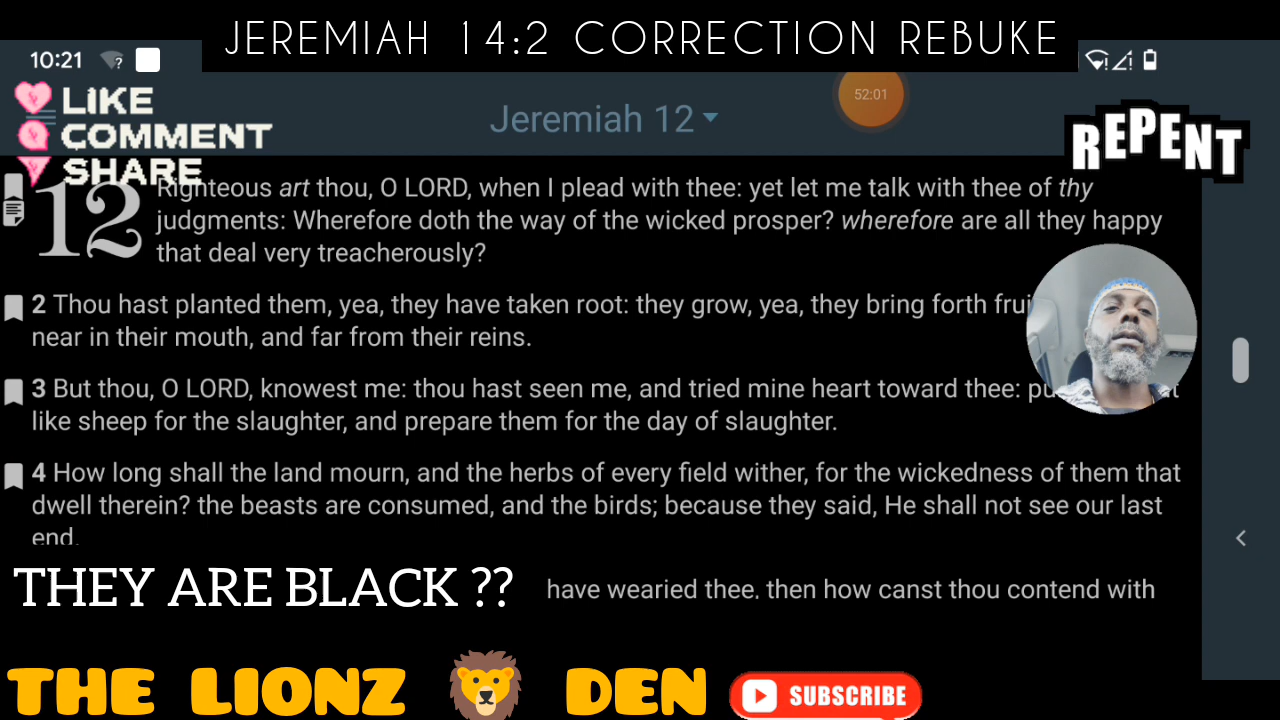 JEREMIAH 14:2 CORRECTION REBUKE
10:21
LIKE
COMMENT
SHARE
Jeremiah 12
52:01
REPENT
12 Righteous art thou, O LORD, when I plead with thee: yet let me talk with thee of thy
judgments: Wherefore doth the way of the wicked prosper? wherefore are all they happy
that deal very treacherously?
2 Thou hast planted them, yea, they have taken root: they grow, yea, they bring forth
near in their mouth, and far from their reins.
3 But thou, O LORD, knowest me: thou hast seen me, and tried mine heart toward thee:
like sheep for the slaughter, and prepare them for the day of slaughter.
4 How long shall the land mourn, and the herbs of every field wither, for the wickedness of them that
dwell therein? the beasts are consumed, and the birds; because they said, He shall not see our last
end.
THEY ARE BLACK ??
have wearied thee, then how canst thou contend with
THE LIONZ DEN
SUBSCRIBE